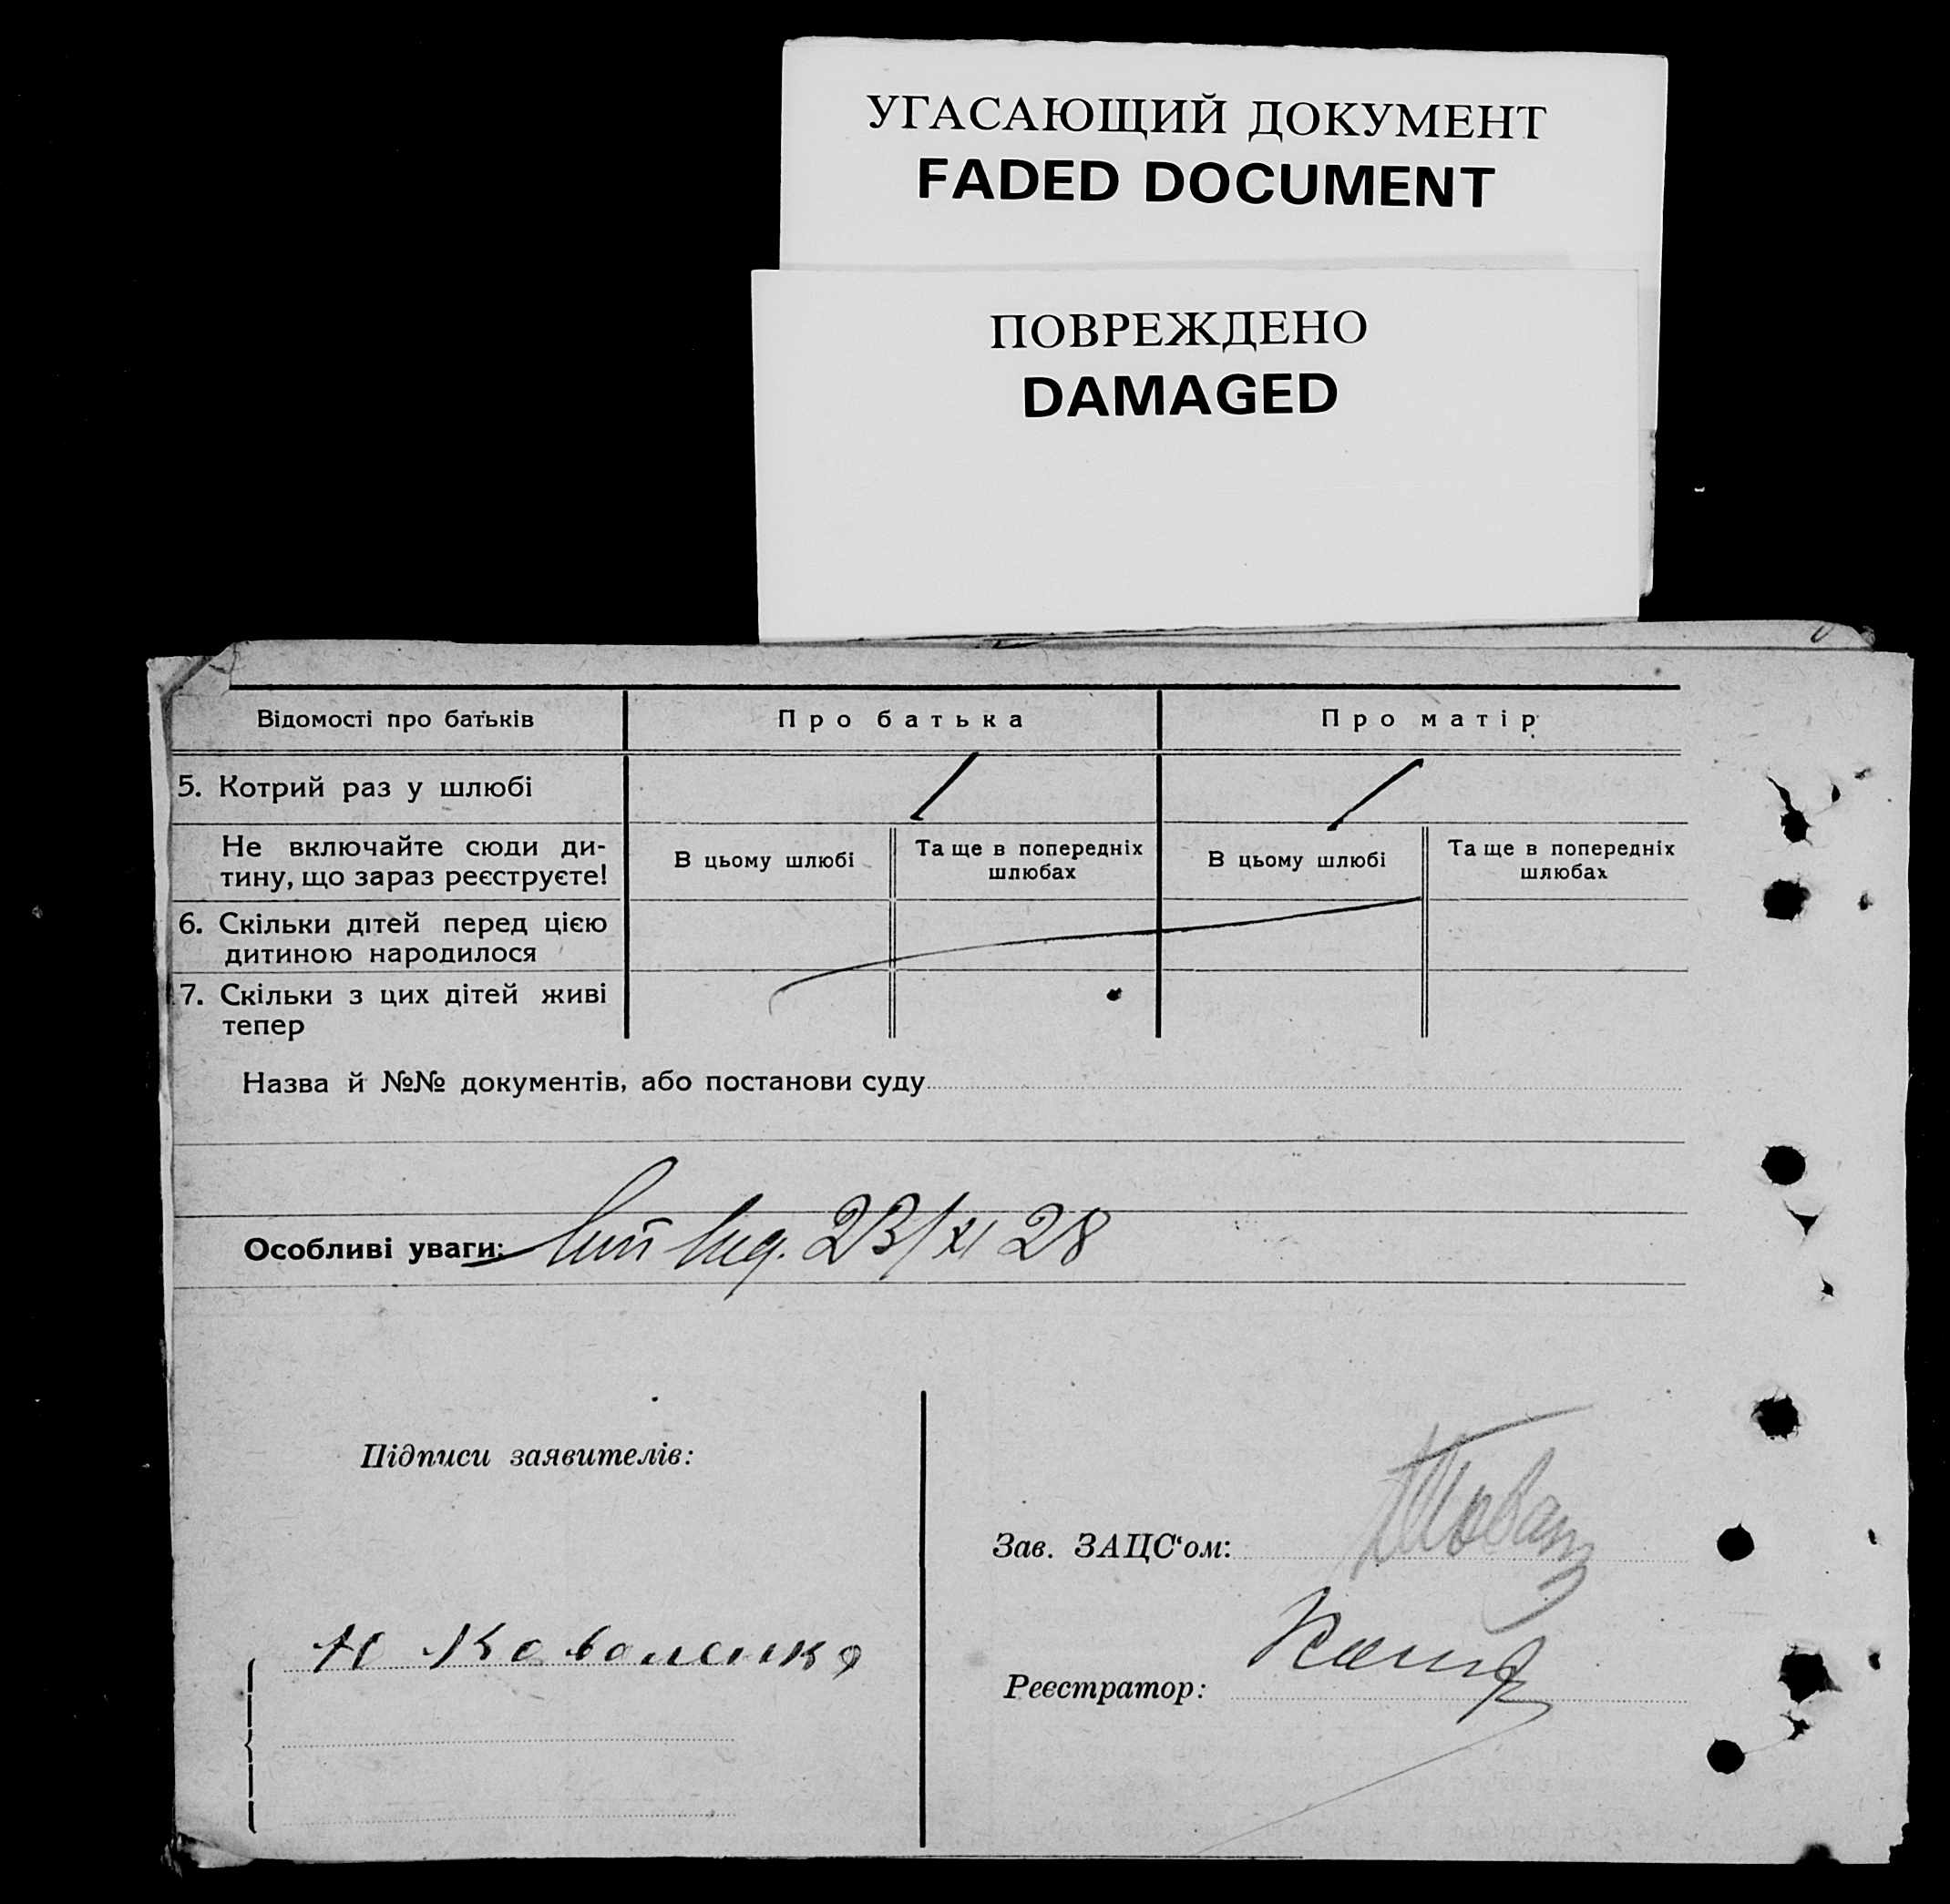 УГАСАЮЩИЙ ДОКУМЕНТ
FADED DOCUMENT
ПОВРЕЖДЕНО
DAMAGED
Відомості про батьків Про батька Про матір
5. Котрий раз у шлюбі / /
Не включайте сюди ди-
тину, що зараз реєструєте!
В цьому шлюбі
Та ще в попередніх
шлюбах
В цьому шлюбі
Та ще в попередніх
шлюбах
6. Скільки дітей перед цією
дитиною народилося
7. Скільки з цих дітей живі
тепер
Назва й №№ документів, або постанови суду
Особливі уваги: 23/XI 28
Підписи заявителів:
Зав. ЗАЦС‘ом:
Коваленко
Реєстратор: